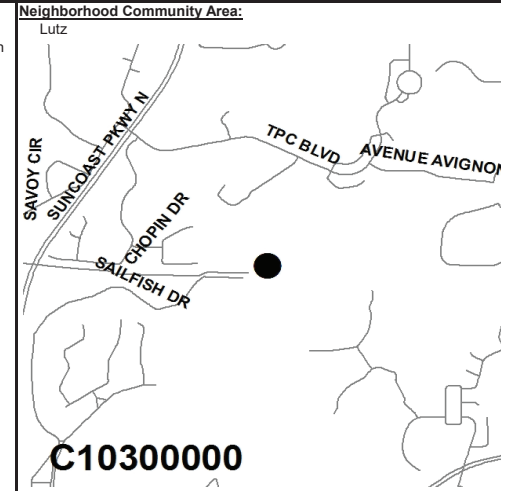 Neighborhood Community Area:
Lutz
TPC BLVD
AVENUE AVIGNON
SAVOY CIR
SUNCOAST PKWY N
CHOPIN DR
SAILFISH DR
C10300000